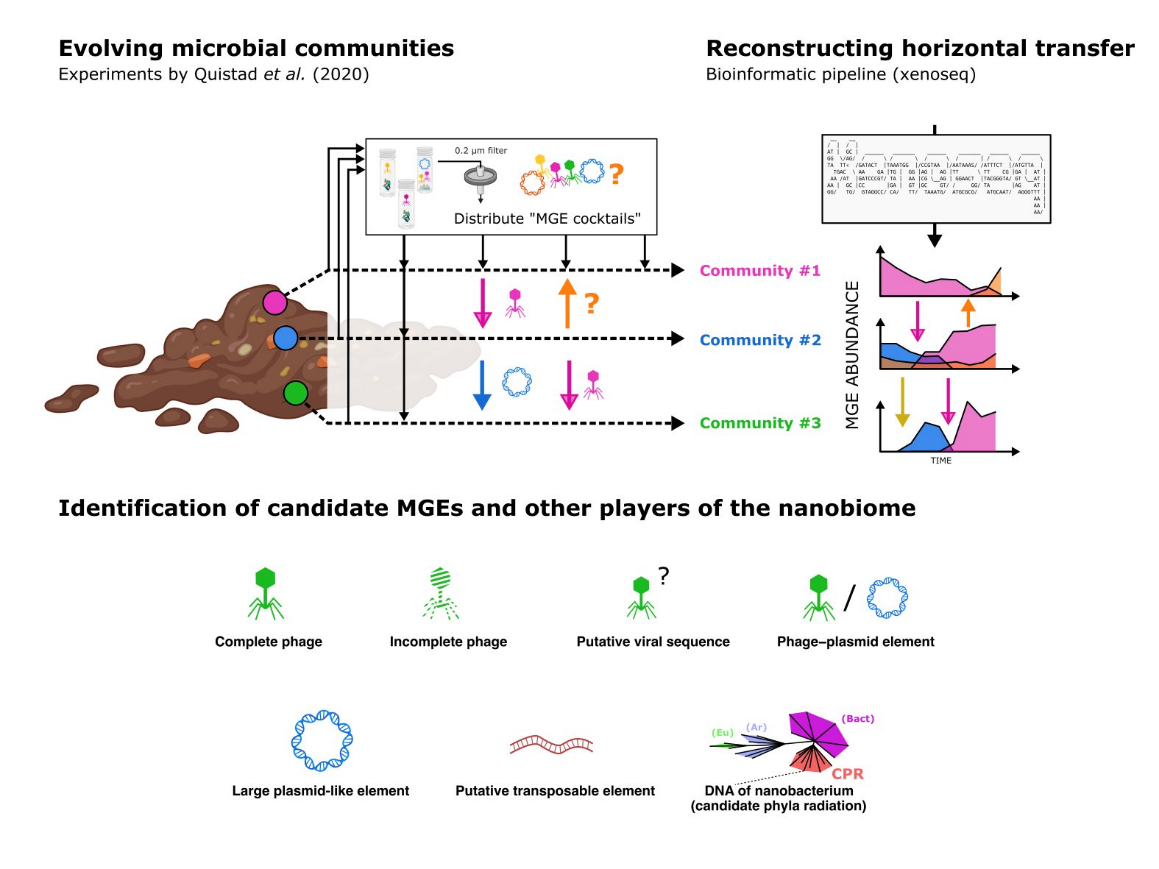 Evolving microbial communities
Experiments by Quistad et al. (2020)
Reconstructing horizontal transfer
Bioinformatic pipeline (xenoseq)
0.2 μm filter
?
Distribute "MGE cocktails"
Community #1
?
Community #2
Community #3
MGE ABUNDANCE
TIME
Identification of candidate MGEs and other players of the nanobiome
?
/
Complete phage
Incomplete phage
Putative viral sequence
Phage–plasmid element
(Bact)
(Ar)
(Eu)
CPR
Large plasmid-like element
Putative transposable element
DNA of nanobacterium
(candidate phyla radiation)